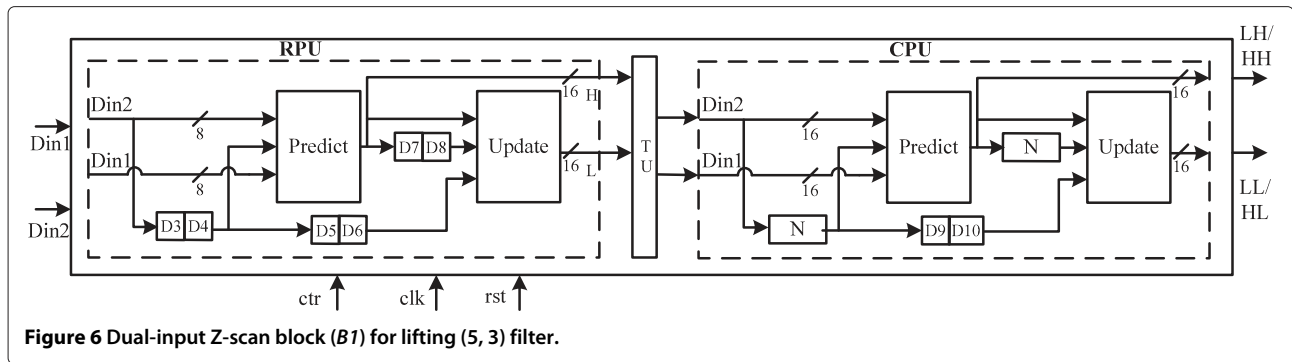 RPU
CPU
LH/
HH
Din2
8
Predict
D7 D8
Update
16
H
16
L
Din1
8
D3 D4
D5 D6
T
U
Din2
16
Predict
N
Update
16
16
Din1
16
N
D9 D10
Din1
Din2
LL/
HL
ctr
clk
rst
Figure 6 Dual-input Z-scan block (B1) for lifting (5, 3) filter.